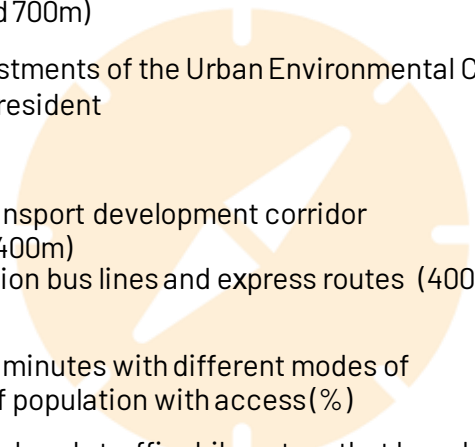 700m)
stments of the Urban Environmental
resident
nsport development corridor
400m)
ion bus lines and express routes (400
minutes with different modes of
population with access (%)